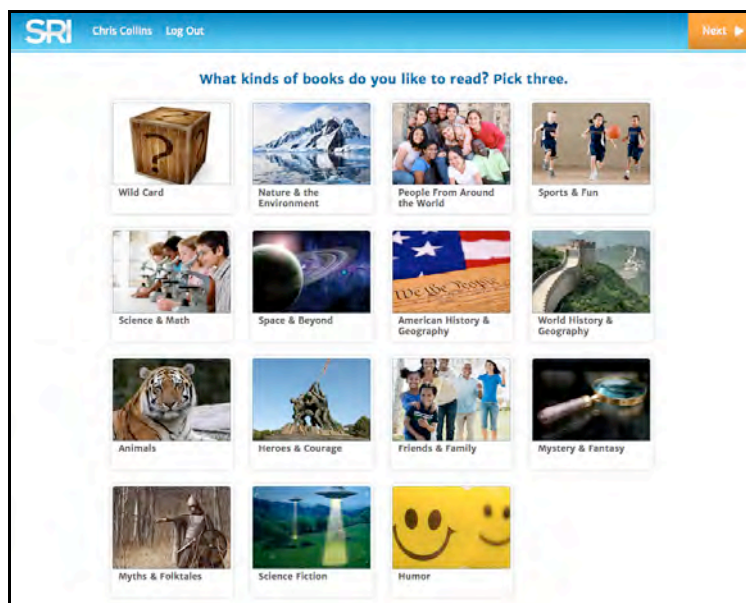 SRI Chris Collins Log Out Next
What kinds of books do you like to read? Pick three.
Wild Card
Nature & the
Environment
People From Around
the World
Sports & Fun
Science & Math
Space & Beyond
We the People
American History &
Geography
World History &
Geography
Animals
Heroes & Courage
Friends & Family
Mystery & Fantasy
Myths & Folktales
Science Fiction
Humor